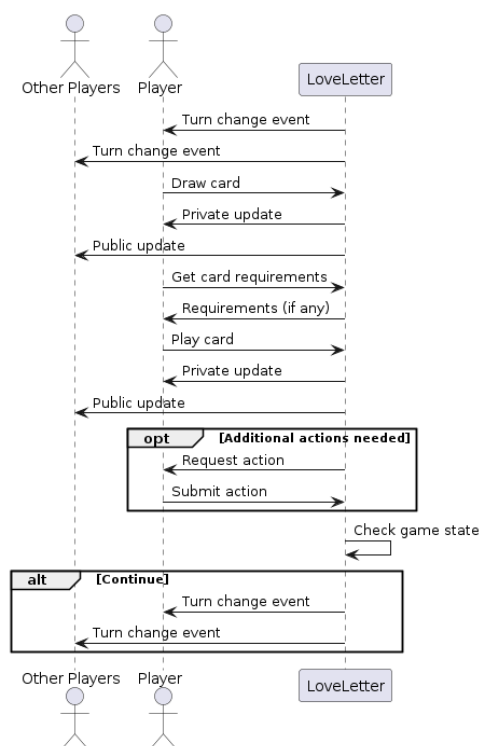 Other Players
Player
LoveLetter
Turn change event
Turn change event
Draw card
Private update
Public update
Get card requirements
Requirements (if any)
Play card
Private update
Public update
opt
[Additional actions needed]
Request action
Submit action
Check game state
alt
[Continue]
Turn change event
Turn change event
Other Players
Player
LoveLetter